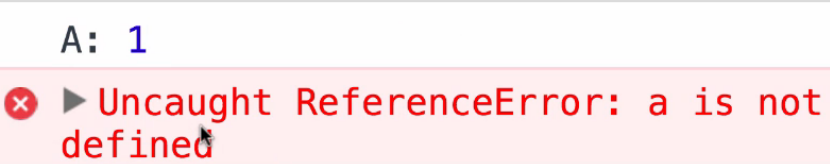 A: 1
Uncaught ReferenceError: a is not
defined